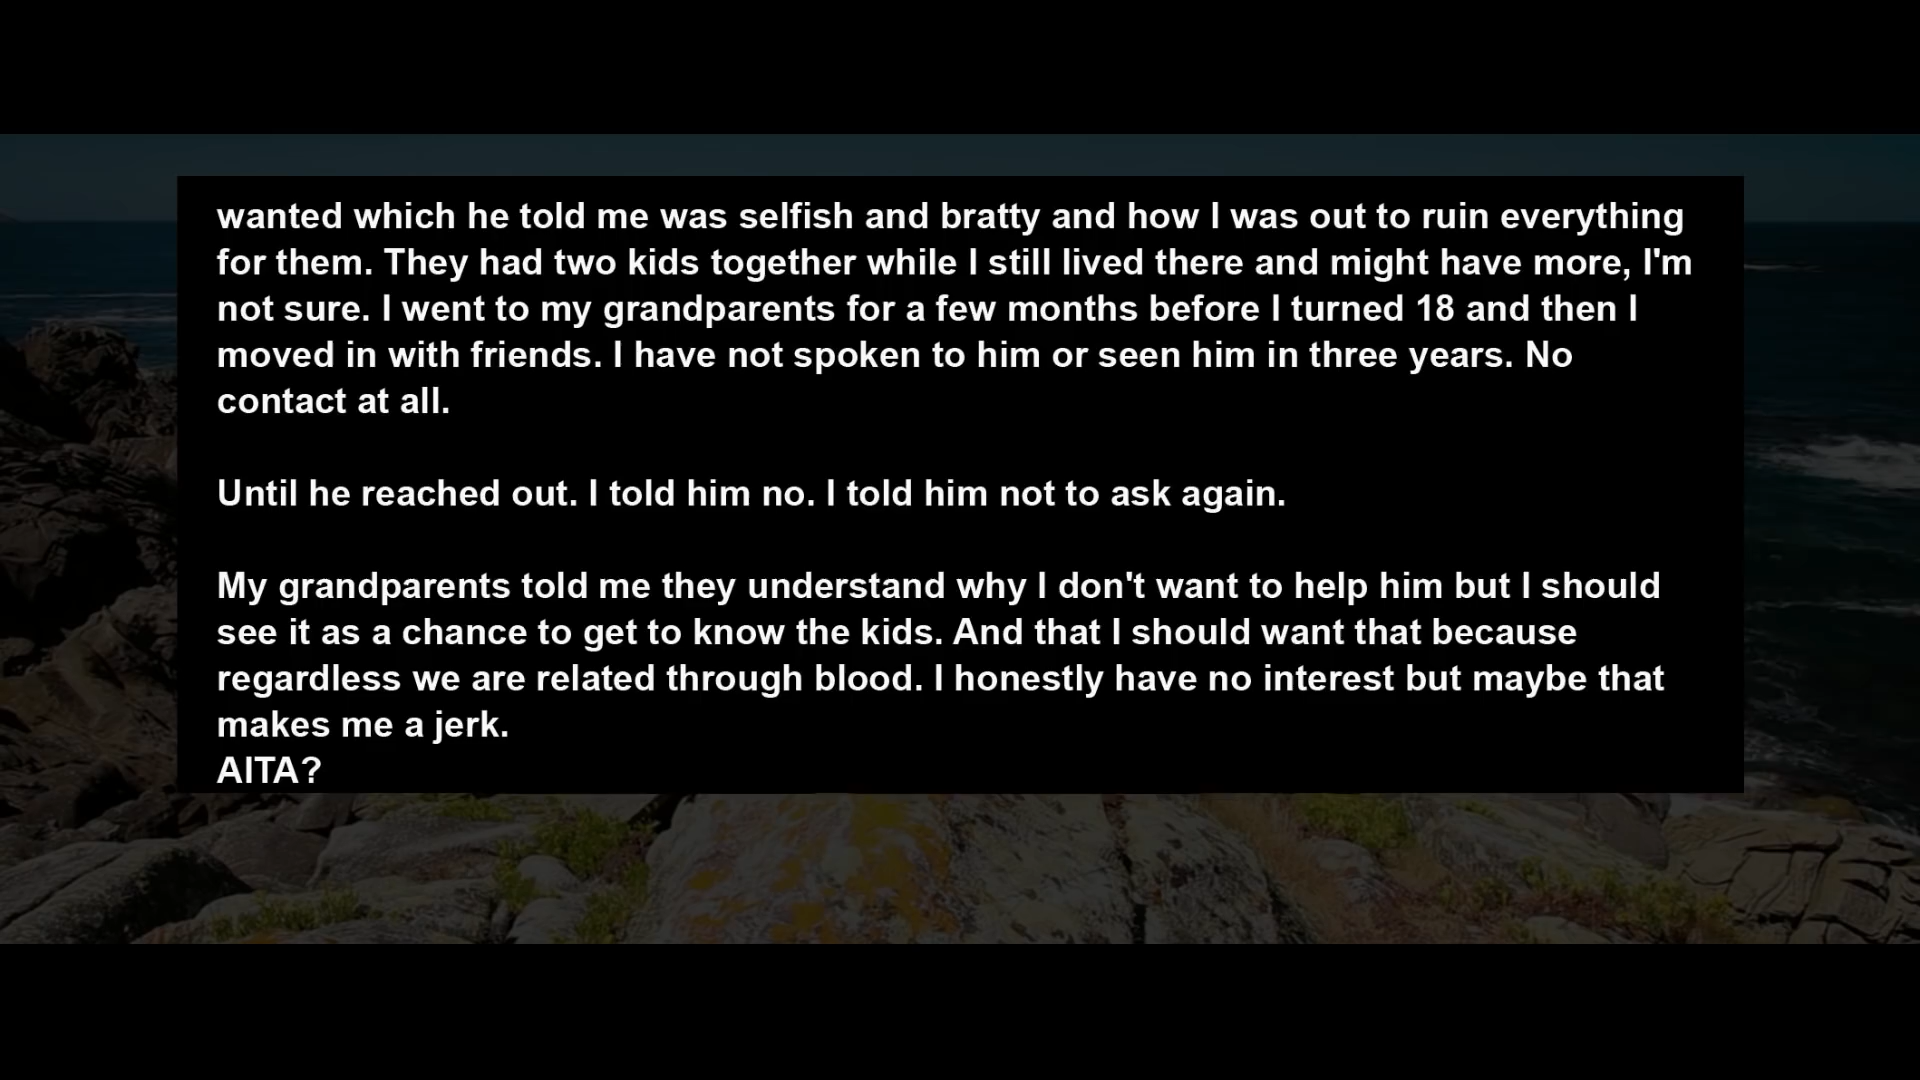 wanted which he told me was selfish and bratty and how I was out to ruin everything
for them. They had two kids together while I still lived there and might have more, I'm
not sure. I went to my grandparents for a few months before I turned 18 and then I
moved in with friends. I have not spoken to him or seen him in three years. No
contact at all.
Until he reached out. I told him no. I told him not to ask again.
My grandparents told me they understand why I don't want to help him but I should
see it as a chance to get to know the kids. And that I should want that because
regardless we are related through blood. I honestly have no interest but maybe that
makes me a jerk.
AITA?